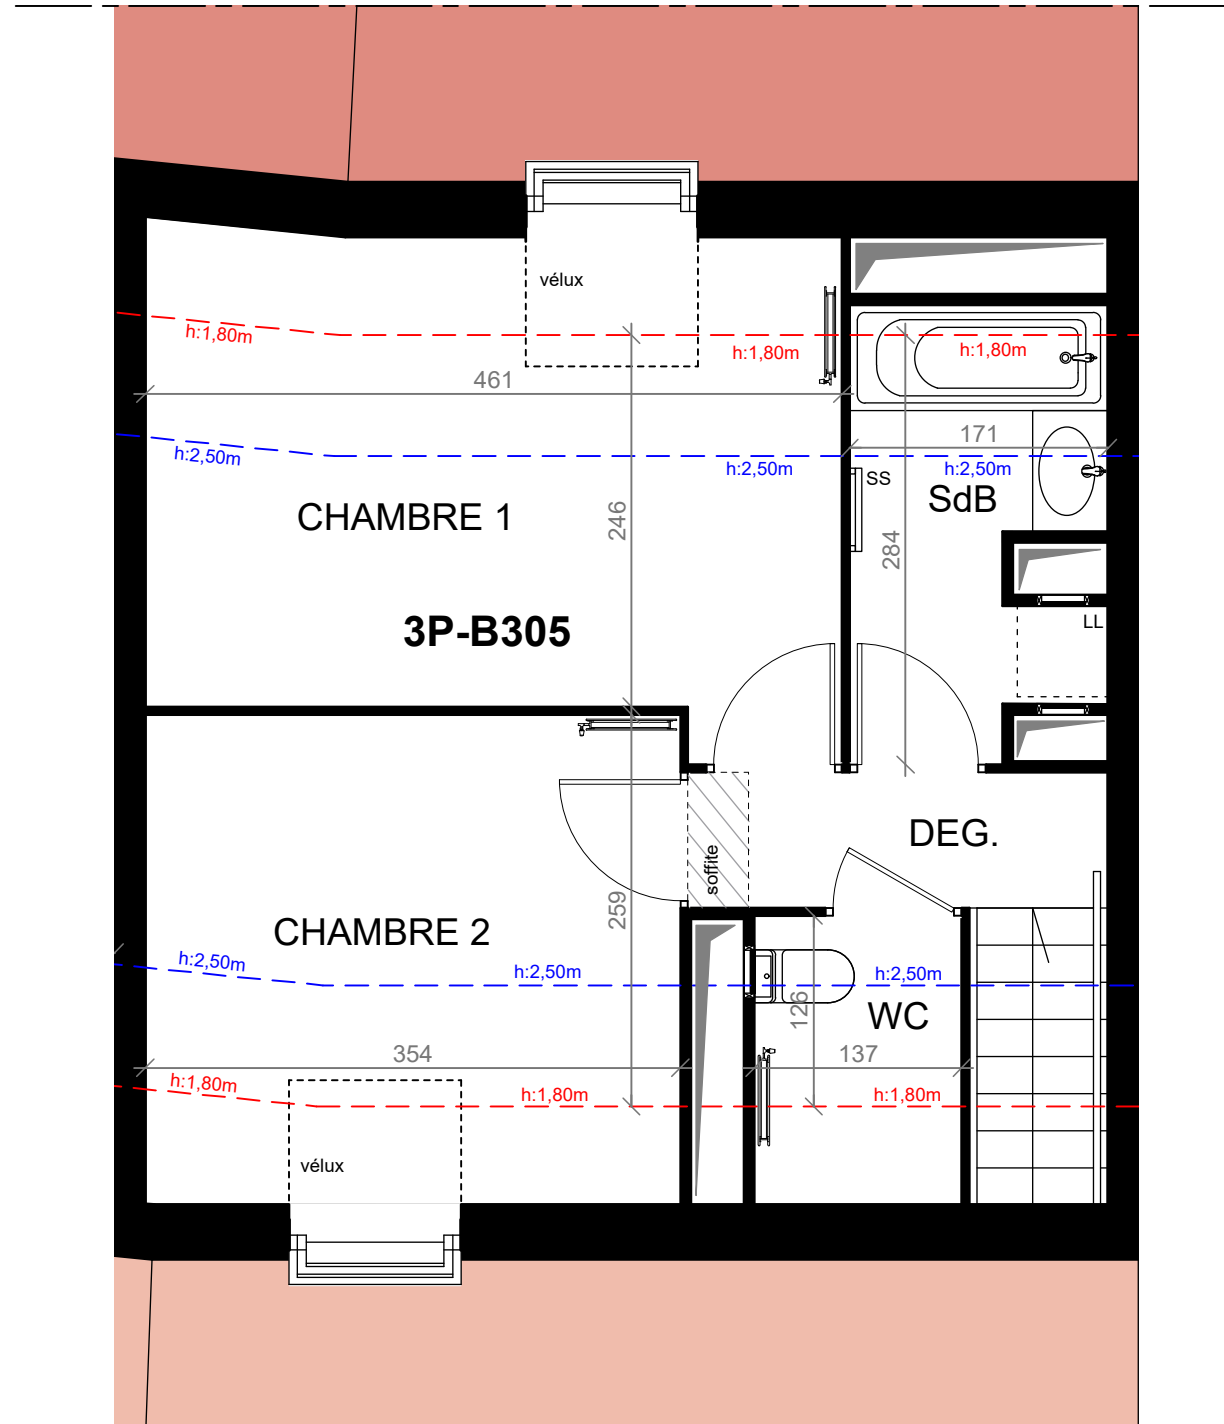 vélux
h:1,80m
h:1,80m
h:1,80m
461
171
h:2,50m
h:2,50m
h:2,50m
SS
SdB
CHAMBRE 1
246
284
3P-B305
LL
DEG.
soffite
259
CHAMBRE 2
h:2,50m
h:2,50m
h:2,50m
126
WC
354
137
h:1,80m
h:1,80m
h:1,80m
vélux